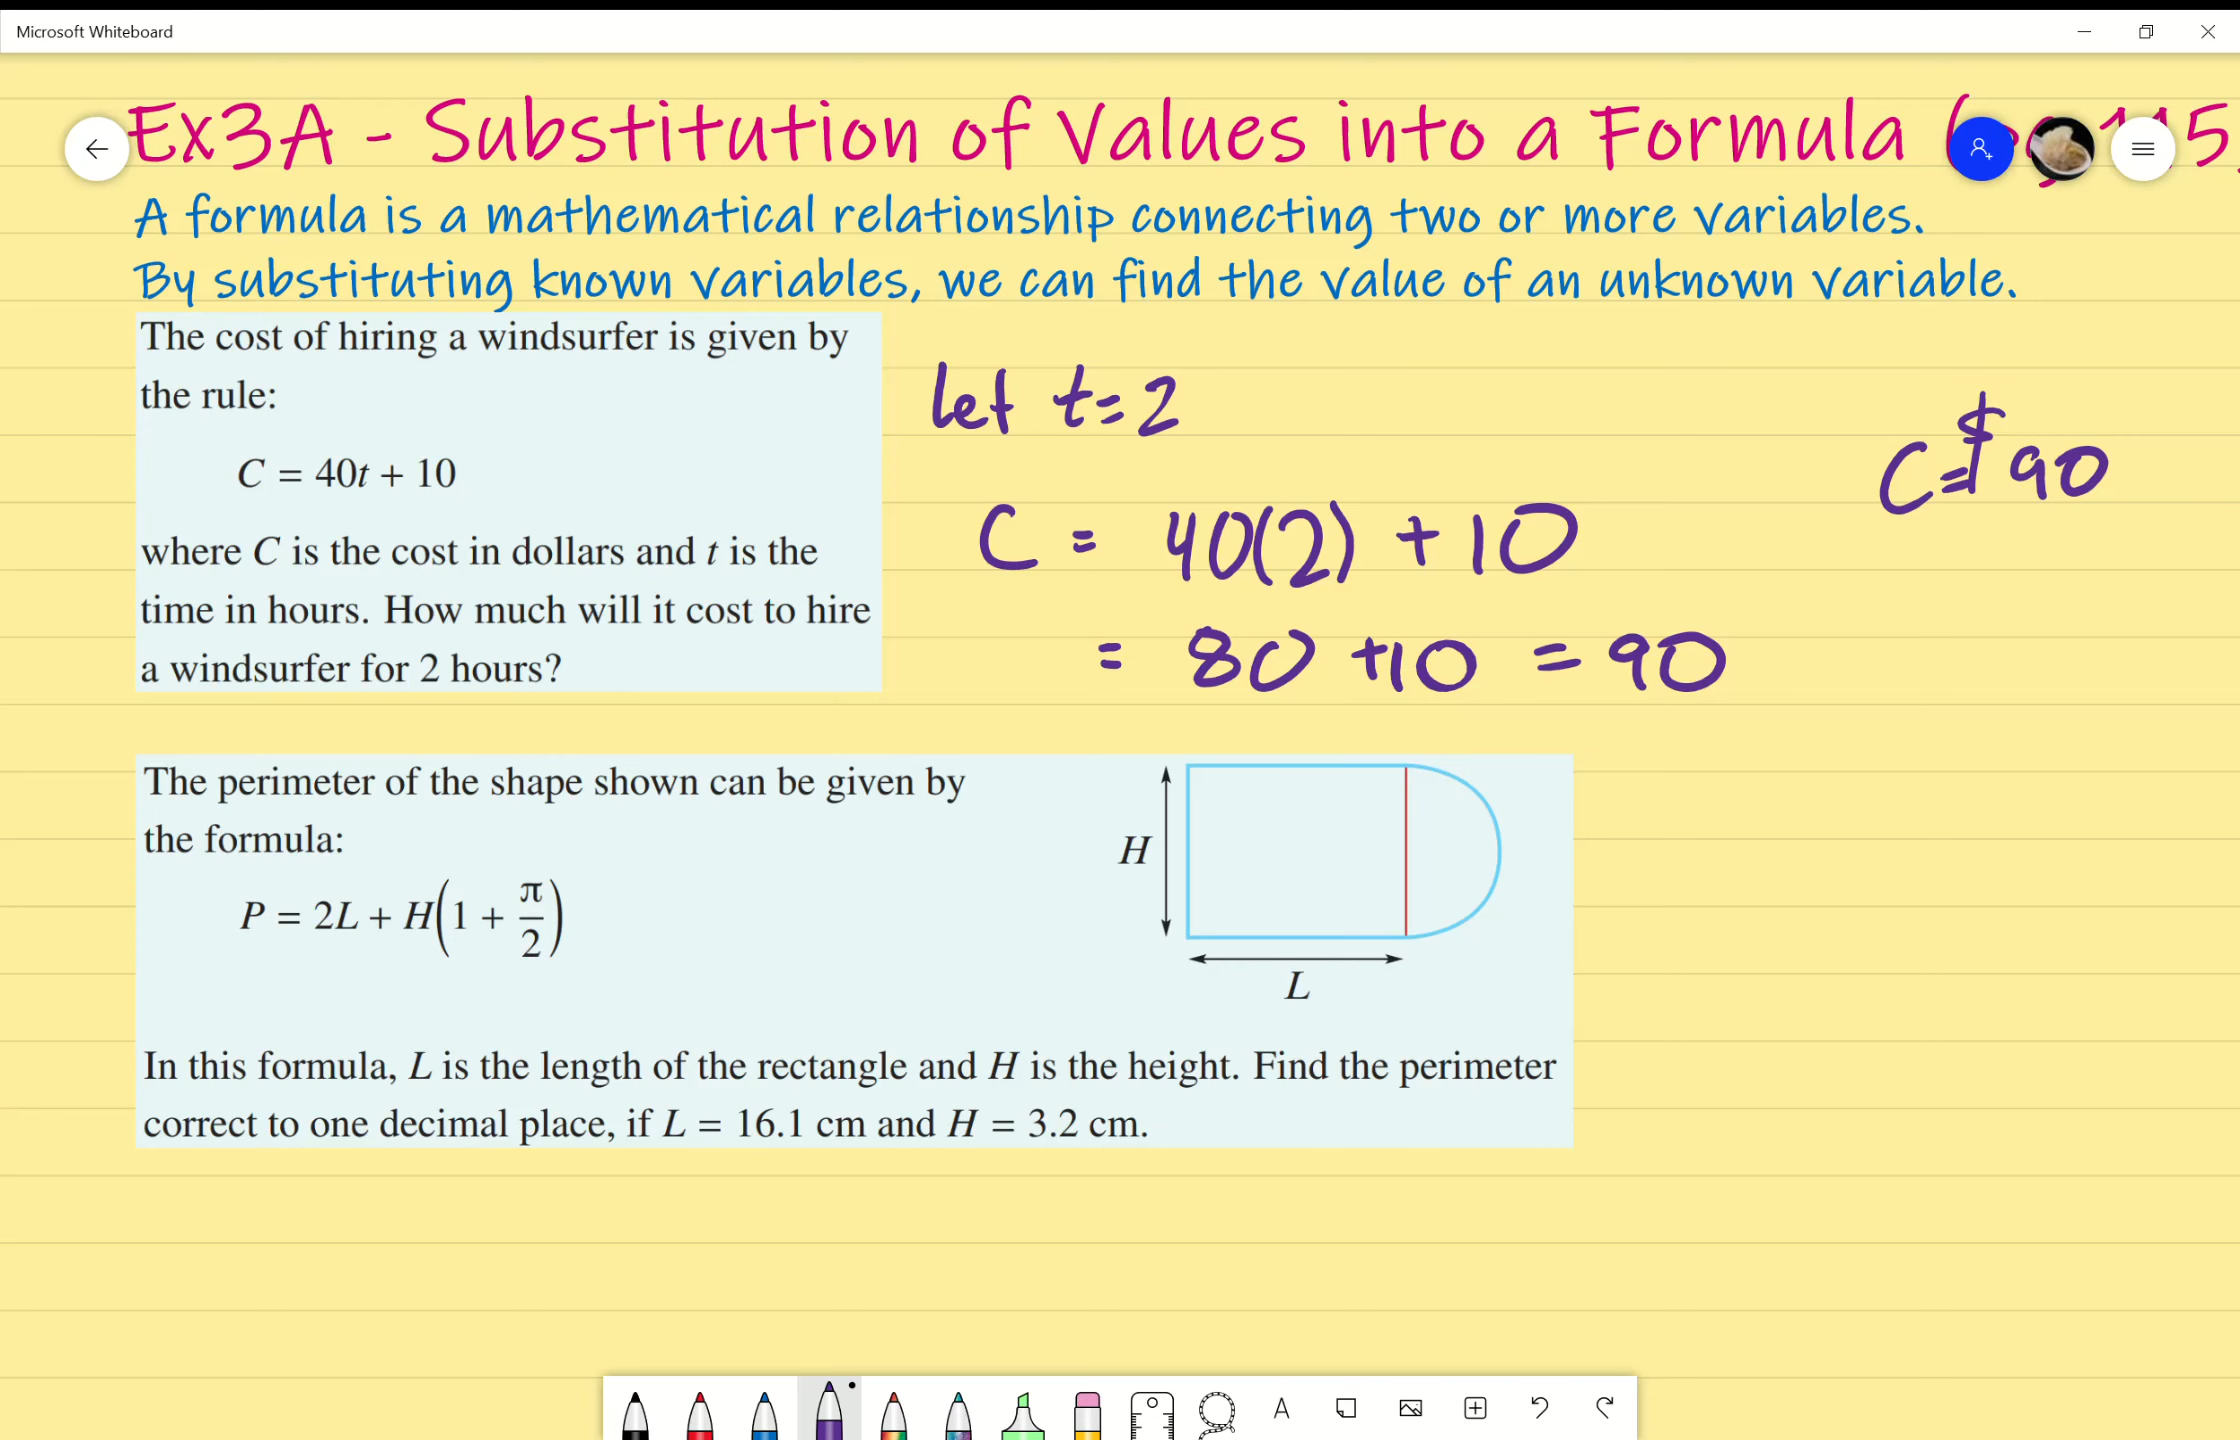 Microsoft Whiteboard
Ex3A - Substitution of Values into a Formula
A formula is a mathematical relationship connecting two or more variables.
By substituting known variables, we can find the value of an unknown variable.
The cost of hiring a windsurfer is given by
the rule:
C = 40t + 10
where C is the cost in dollars and t is the
time in hours. How much will it cost to hire
a windsurfer for 2 hours?
let t=2
C = 40(2) + 10
= 80 +10 = 90
C=$90
The perimeter of the shape shown can be given by
the formula:
P = 2L + H(1 + π/2)
H
L
In this formula, L is the length of the rectangle and H is the height. Find the perimeter
correct to one decimal place, if L = 16.1 cm and H = 3.2 cm.
A